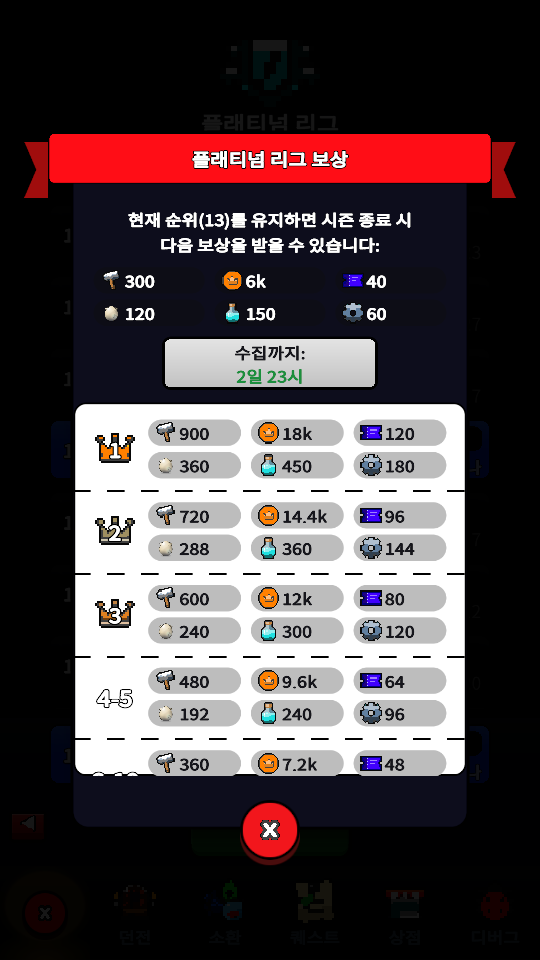 플래티넘 리그
플래티넘 리그 보상
현재 순위(13)를 유지하면 시즌 종료 시
다음 보상을 받을 수 있습니다:
300 6k 40
120 150 60
수집까지:
2일 23시
1 900 18k 120
360 450 180
2 720 14.4k 96
288 360 144
3 600 12k 80
240 300 120
4-5 480 9.6k 64
192 240 96
360 7.2k 48
X
X 던전 소환 퀘스트 상점 디버그